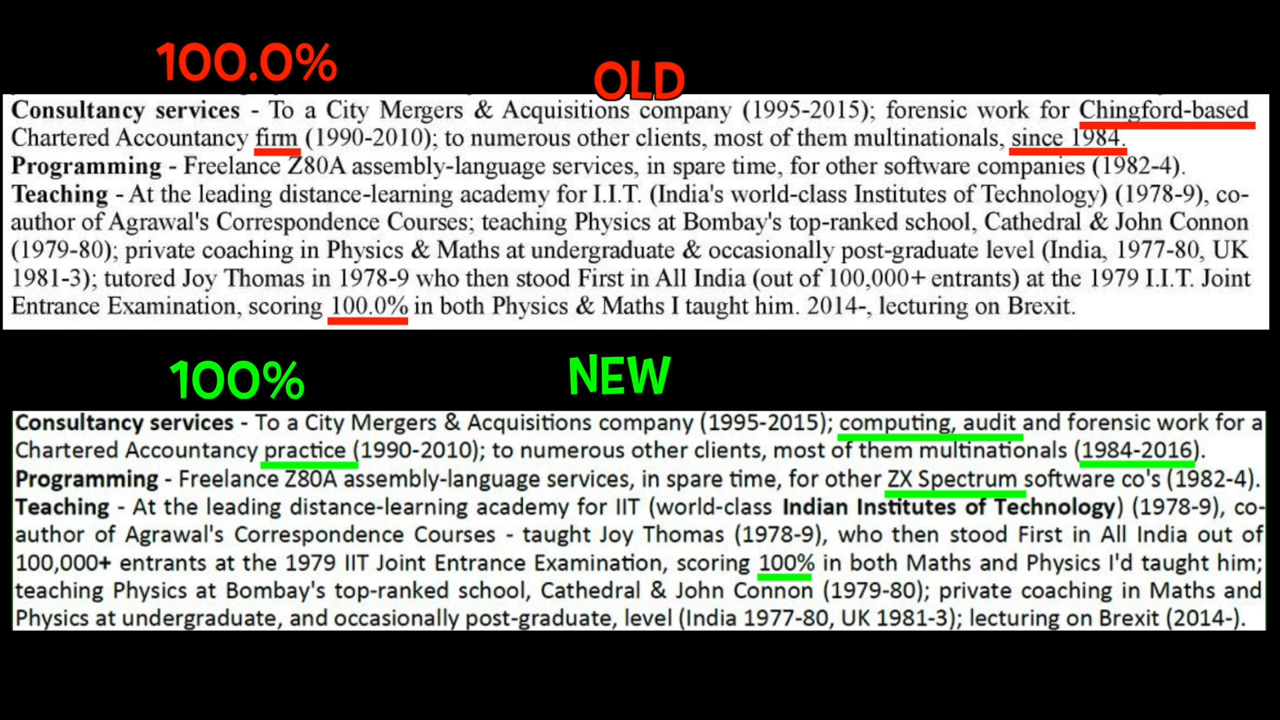 100.0%
OLD
Consultancy services - To a City Mergers & Acquisitions company (1995-2015); forensic work for Chingford-based
Chartered Accountancy firm (1990-2010); to numerous other clients, most of them multinationals, since 1984.
Programming - Freelance Z80A assembly-language services, in spare time, for other software companies (1982-4).
Teaching - At the leading distance-learning academy for I.I.T. (India's world-class Institutes of Technology) (1978-9), co-
author of Agrawal's Correspondence Courses; teaching Physics at Bombay's top-ranked school, Cathedral & John Connon
(1979-80); private coaching in Physics & Maths at undergraduate & occasionally post-graduate level (India, 1977-80, UK
1981-3); tutored Joy Thomas in 1978-9 who then stood First in All India (out of 100,000+ entrants) at the 1979 I.I.T. Joint
Entrance Examination, scoring 100.0% in both Physics & Maths I taught him. 2014-, lecturing on Brexit.
100%
NEW
Consultancy services - To a City Mergers & Acquisitions company (1995-2015); computing, audit and forensic work for a
Chartered Accountancy practice (1990-2010); to numerous other clients, most of them multinationals (1984-2016).
Programming - Freelance Z80A assembly-language services, in spare time, for other ZX Spectrum software co's (1982-4).
Teaching - At the leading distance-learning academy for IIT (world-class Indian Institutes of Technology) (1978-9), co-
author of Agrawal's Correspondence Courses - taught Joy Thomas (1978-9), who then stood First in All India out of
100,000+ entrants at the 1979 IIT Joint Entrance Examination, scoring 100% in both Maths and Physics I'd taught him;
teaching Physics at Bombay's top-ranked school, Cathedral & John Connon (1979-80); private coaching in Maths and
Physics at undergraduate, and occasionally post-graduate, level (India 1977-80, UK 1981-3); lecturing on Brexit (2014-).